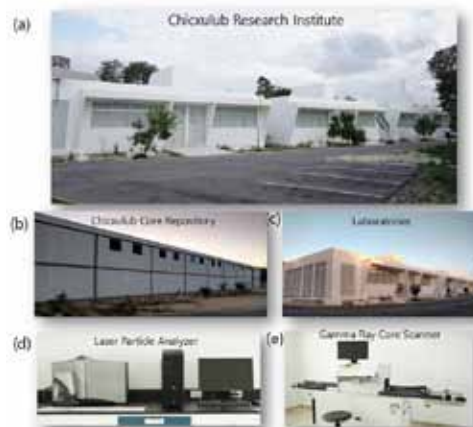 (a)
Chicxulub Research Institute
(b)
Chicxulub Core Repository
(c)
Laboratories
(d)
Laser Particle Analyzer
(e)
Gamma Ray Core Scanner